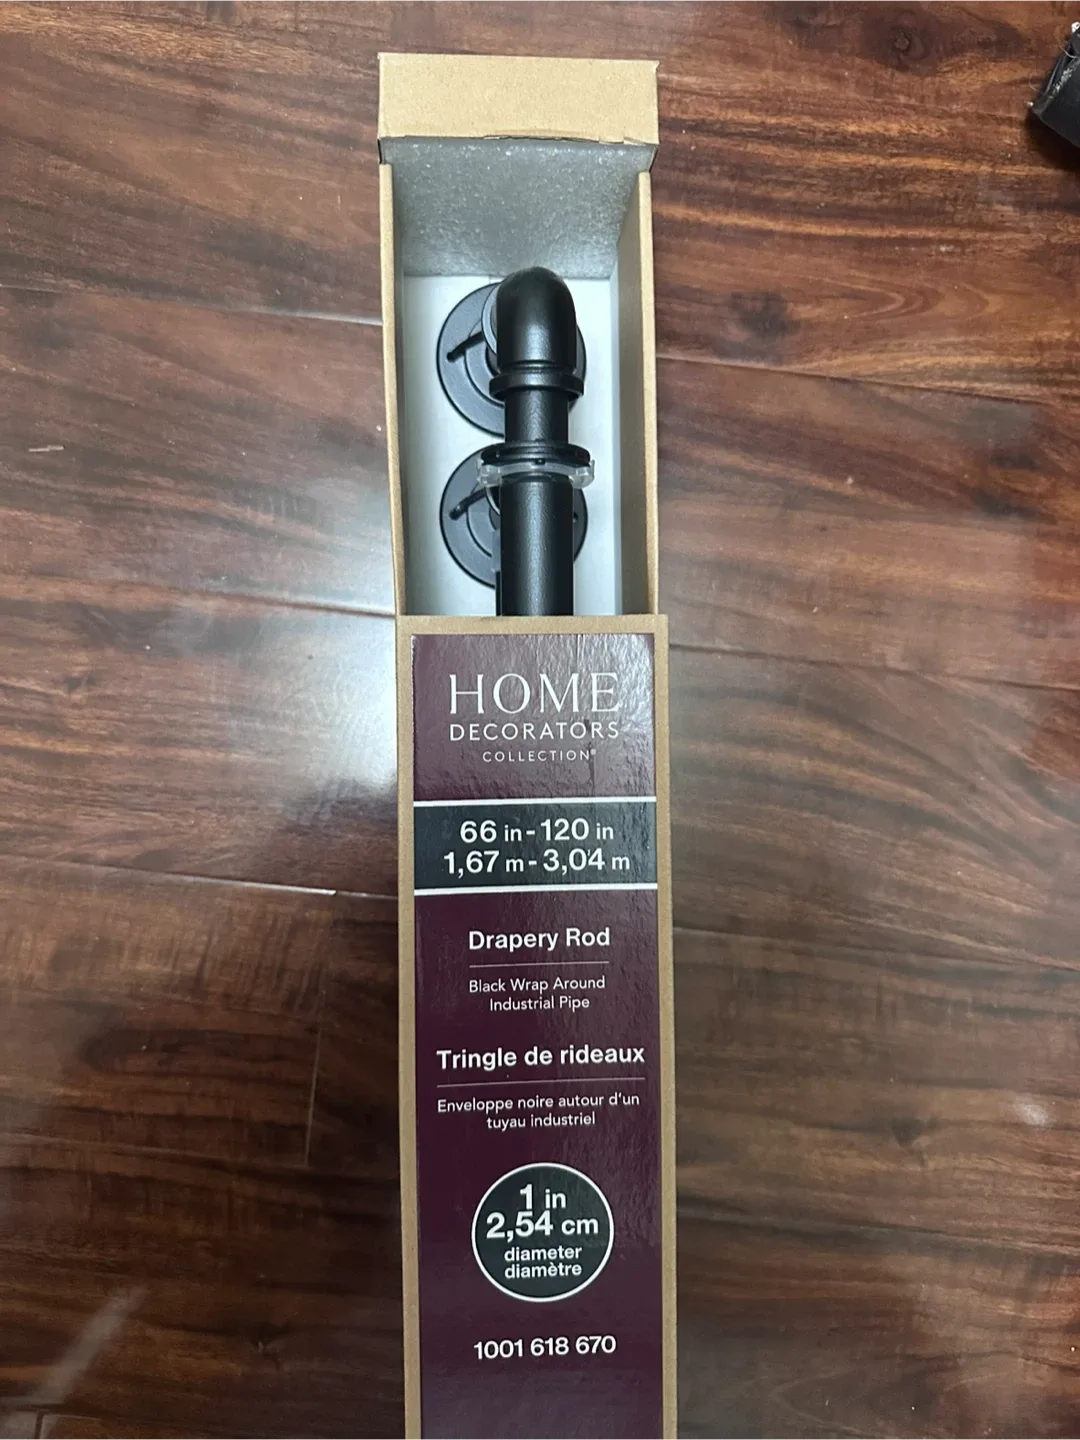 HOME
DECORATORS
COLLECTION®
66 in - 120 in
1,67 m - 3,04 m
Drapery Rod
Black Wrap Around
Industrial Pipe
Tringle de rideaux
Enveloppe noire autour d'un
tuyau industriel
1 in
2,54 cm
diameter
diamètre
1001 618 670